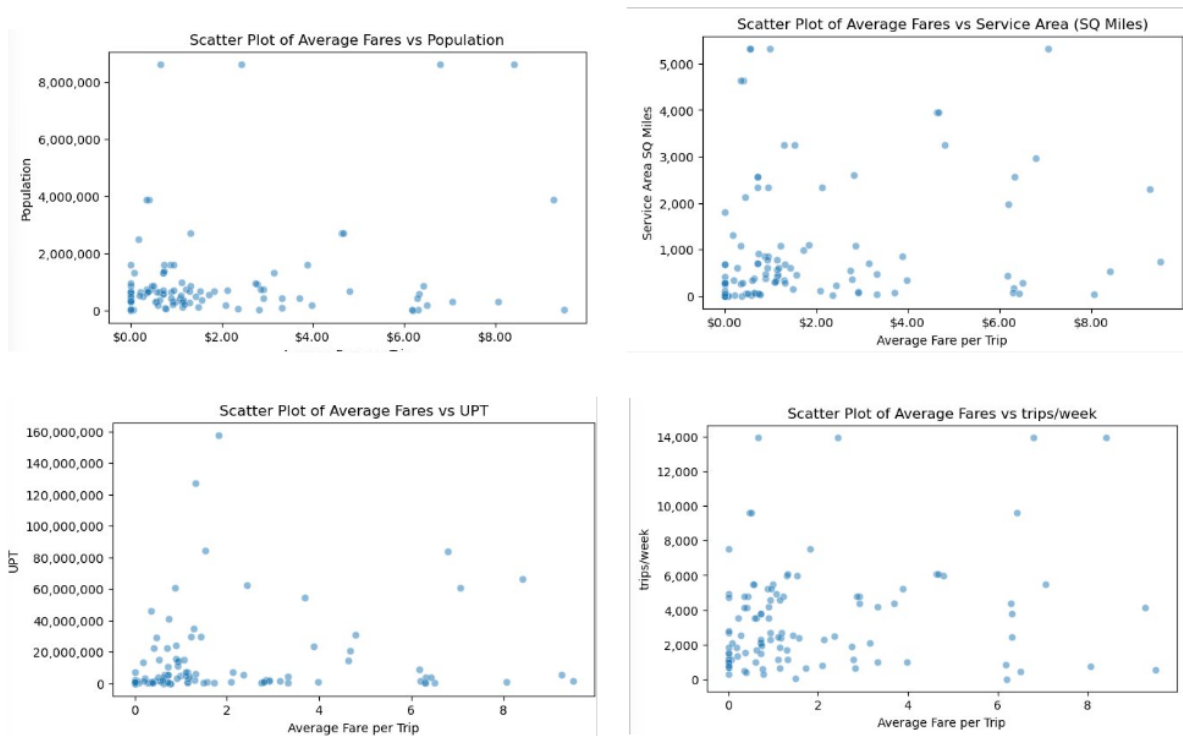 Scatter Plot of Average Fares vs Population
Population
8,000,000
6,000,000
4,000,000
2,000,000
0
$0.00 $2.00 $4.00 $6.00 $8.00
Scatter Plot of Average Fares vs Service Area (SQ Miles)
Service Area SQ Miles
5,000
4,000
3,000
2,000
1,000
0
$0.00 $2.00 $4.00 $6.00 $8.00
Average Fare per Trip
Scatter Plot of Average Fares vs UPT
UPT
160,000,000
140,000,000
120,000,000
10,000,000
80,000,000
60,000,000
40,000,000
20,000,000
0
0 2 4 6 8
Average Fare per Trip
Scatter Plot of Average Fares vs trips/week
trips/week
14,000
12,000
10,000
8,000
6,000
4,000
2,000
0
0 2 4 6 8
Average Fare per Trip